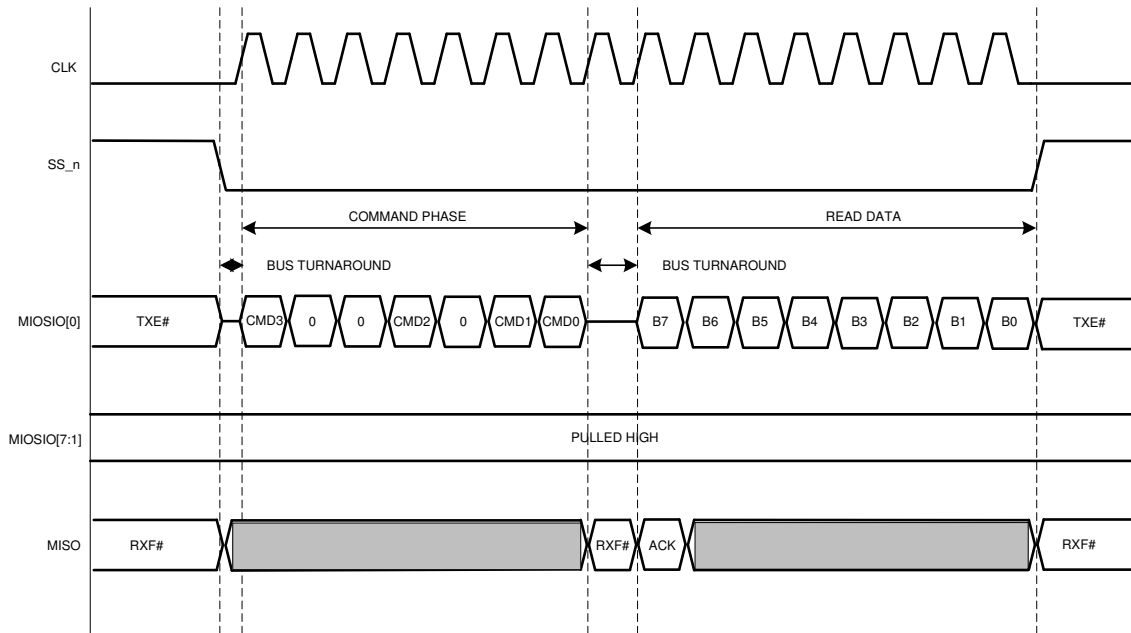 CLK
SS_n
COMMAND PHASE READ DATA
BUS TURNAROUND BUS TURNAROUND
MIOSIO[0] TXE# CMD3 0 0 CMD2 0 CMD1 CMD0 B7 B6 B5 B4 B3 B2 B1 B0 TXE#
MIOSIO[7:1] PULLED HIGH
MISO RXF# RXF# ACK RXF#